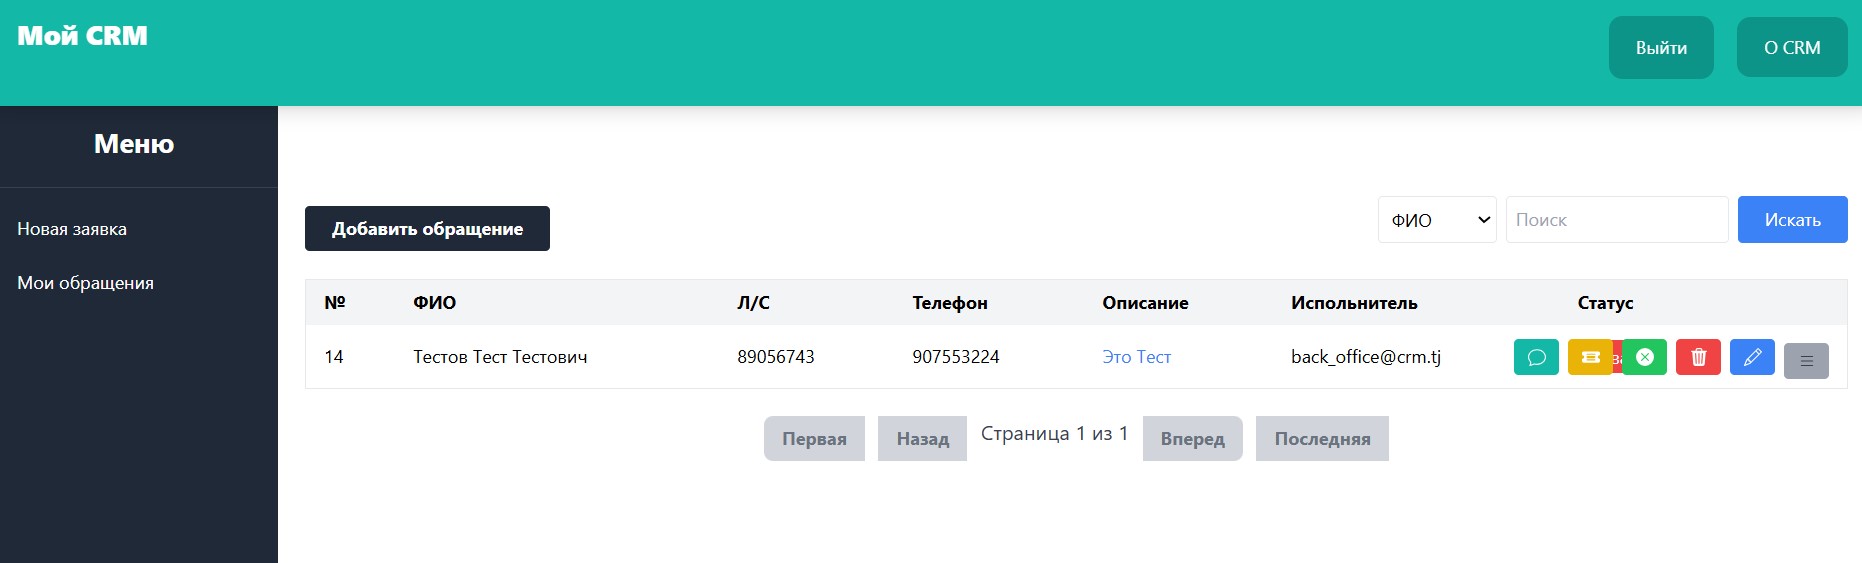 Мой CRM
Выйти
О CRM
Меню
Новая заявка
Мои обращения
Добавить обращение
ФИО
Поиск
Искать
№ ФИО Л/С Телефон Описание Испольнитель Статус
14 Тестов Тест Тестович 89056743 907553224 Это Тест back_office@crm.tj
Первая Назад Страница 1 из 1 Вперед Последняя